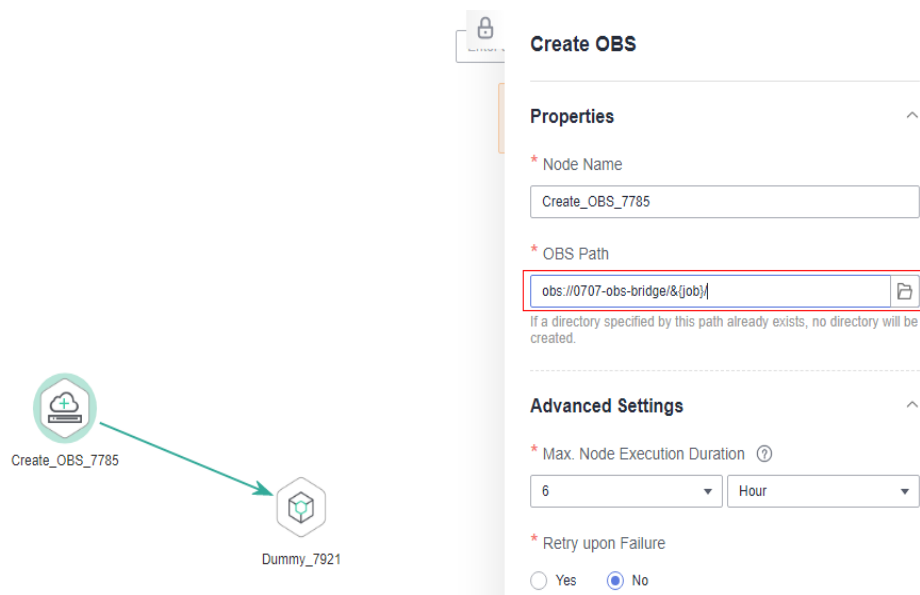 Create OBS
Properties
* Node Name
Create_OBS_7785
* OBS Path
obs://0707-obs-bridge/&{job}/
If a directory specified by this path already exists, no directory will be
created.
Advanced Settings
* Max. Node Execution Duration ?
6 Hour
* Retry upon Failure
Yes No
Create_OBS_7785
Dummy_7921